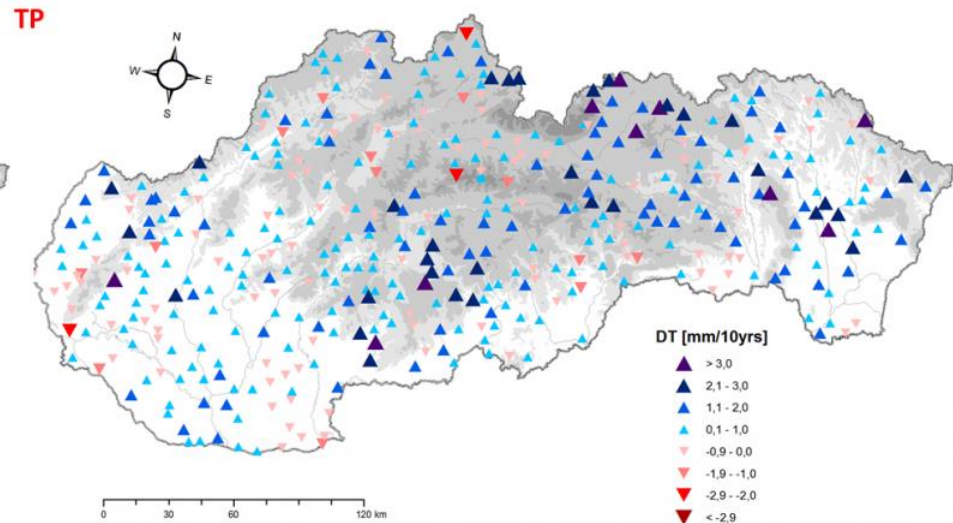 TP
N
W E
S
DT [mm/10yrs]
> 3,0
2,1 - 3,0
1,1 - 2,0
0,1 - 1,0
-0,9 - 0,0
-1,9 - -1,0
-2,9 - -2,0
< -2,9
0 30 60 120 km